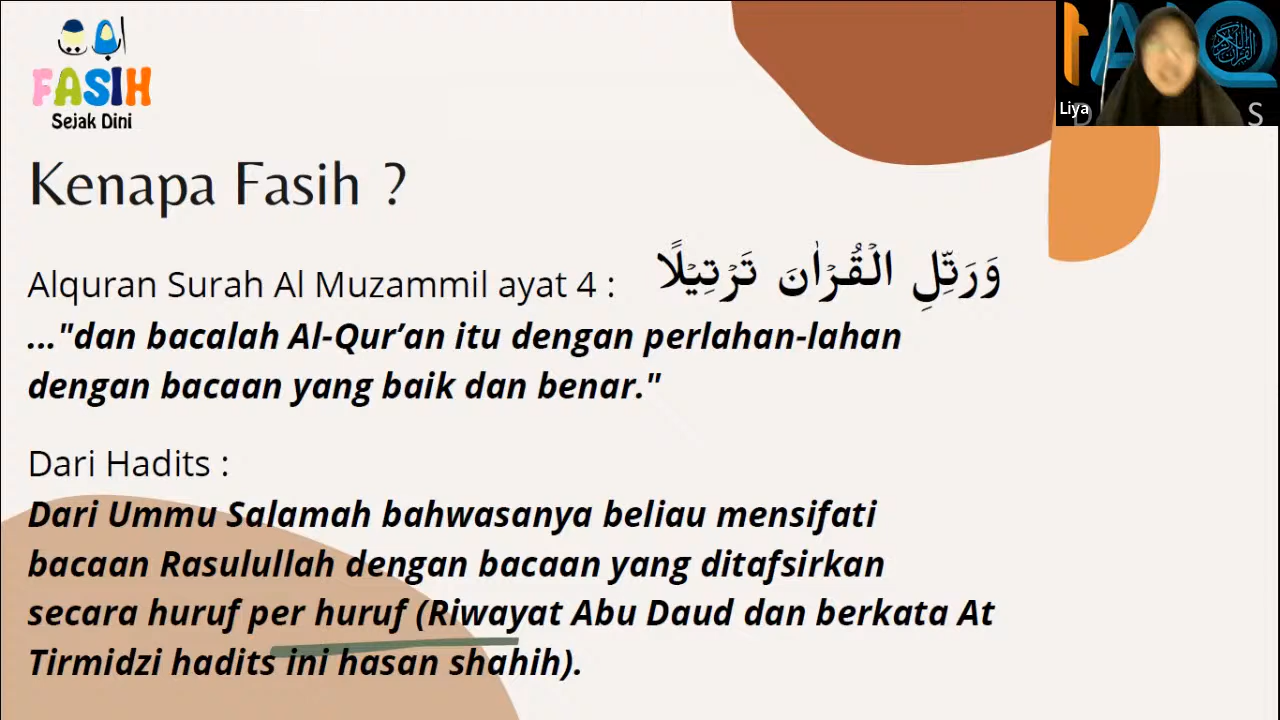 FASIH
Sejak Dini
Liya
Kenapa Fasih ?
Alquran Surah Al Muzammil ayat 4 : وَرَتِّلِ الْقُرْاٰنَ تَرْتِيْلًا
..."dan bacalah Al-Qur’an itu dengan perlahan-lahan
dengan bacaan yang baik dan benar."
Dari Hadits :
Dari Ummu Salamah bahwasanya beliau mensifati
bacaan Rasulullah dengan bacaan yang ditafsirkan
secara huruf per huruf (Riwayat Abu Daud dan berkata At
Tirmidzi hadits ini hasan shahih).